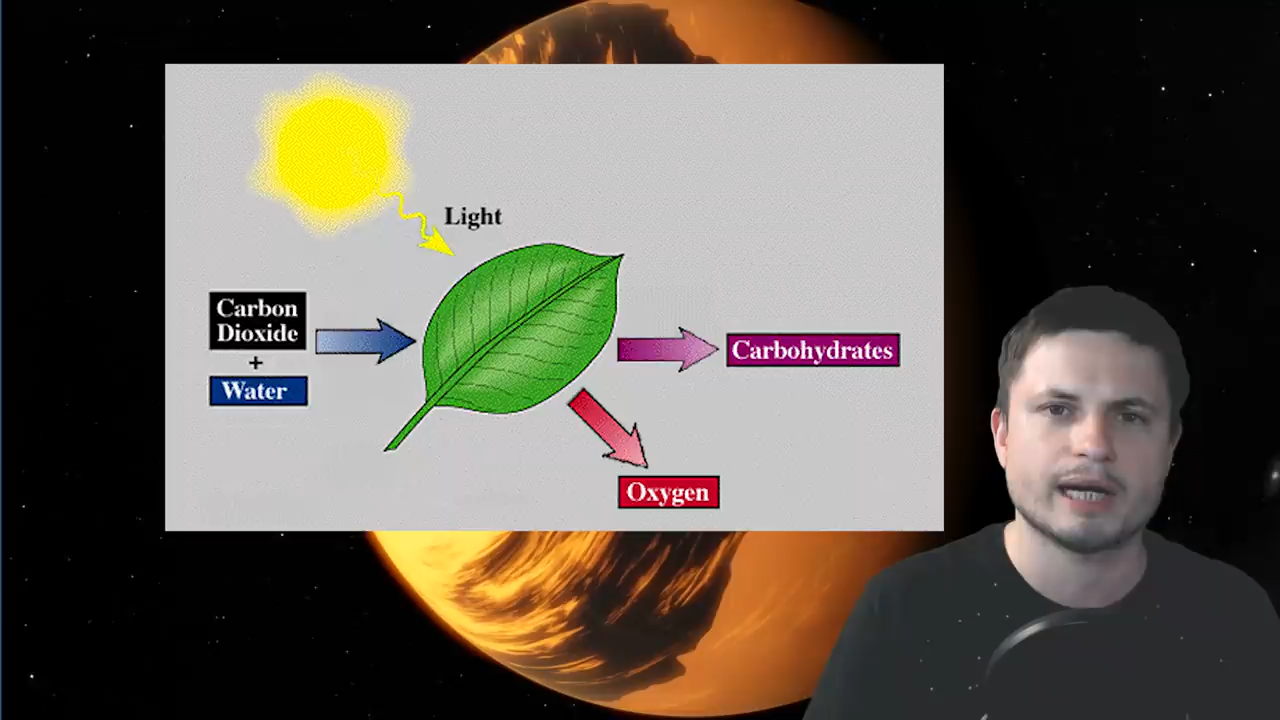 Light
Carbon
Dioxide
+
Water
Carbohydrates
Oxygen